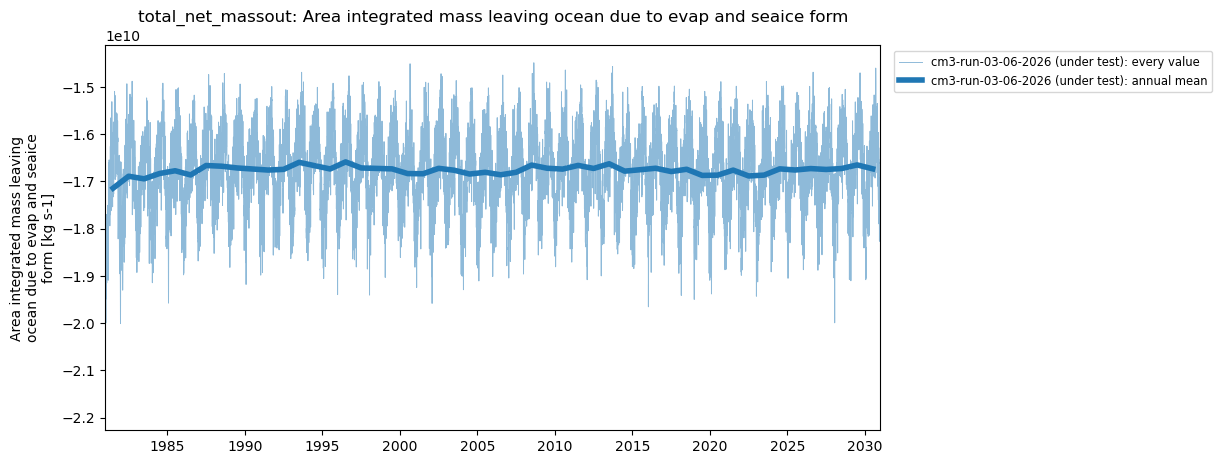 total_net_massout: Area integrated mass leaving ocean due to evap and seaice form
1e10
−1.5
−1.6
−1.7
−1.8
−1.9
−2.0
−2.1
−2.2
Area integrated mass leaving
ocean due to evap and seaice
form [kg s-1]
1985
1990
1995
2000
2005
2010
2015
2020
2025
2030
cm3-run-03-06-2026 (under test): every value
cm3-run-03-06-2026 (under test): annual mean